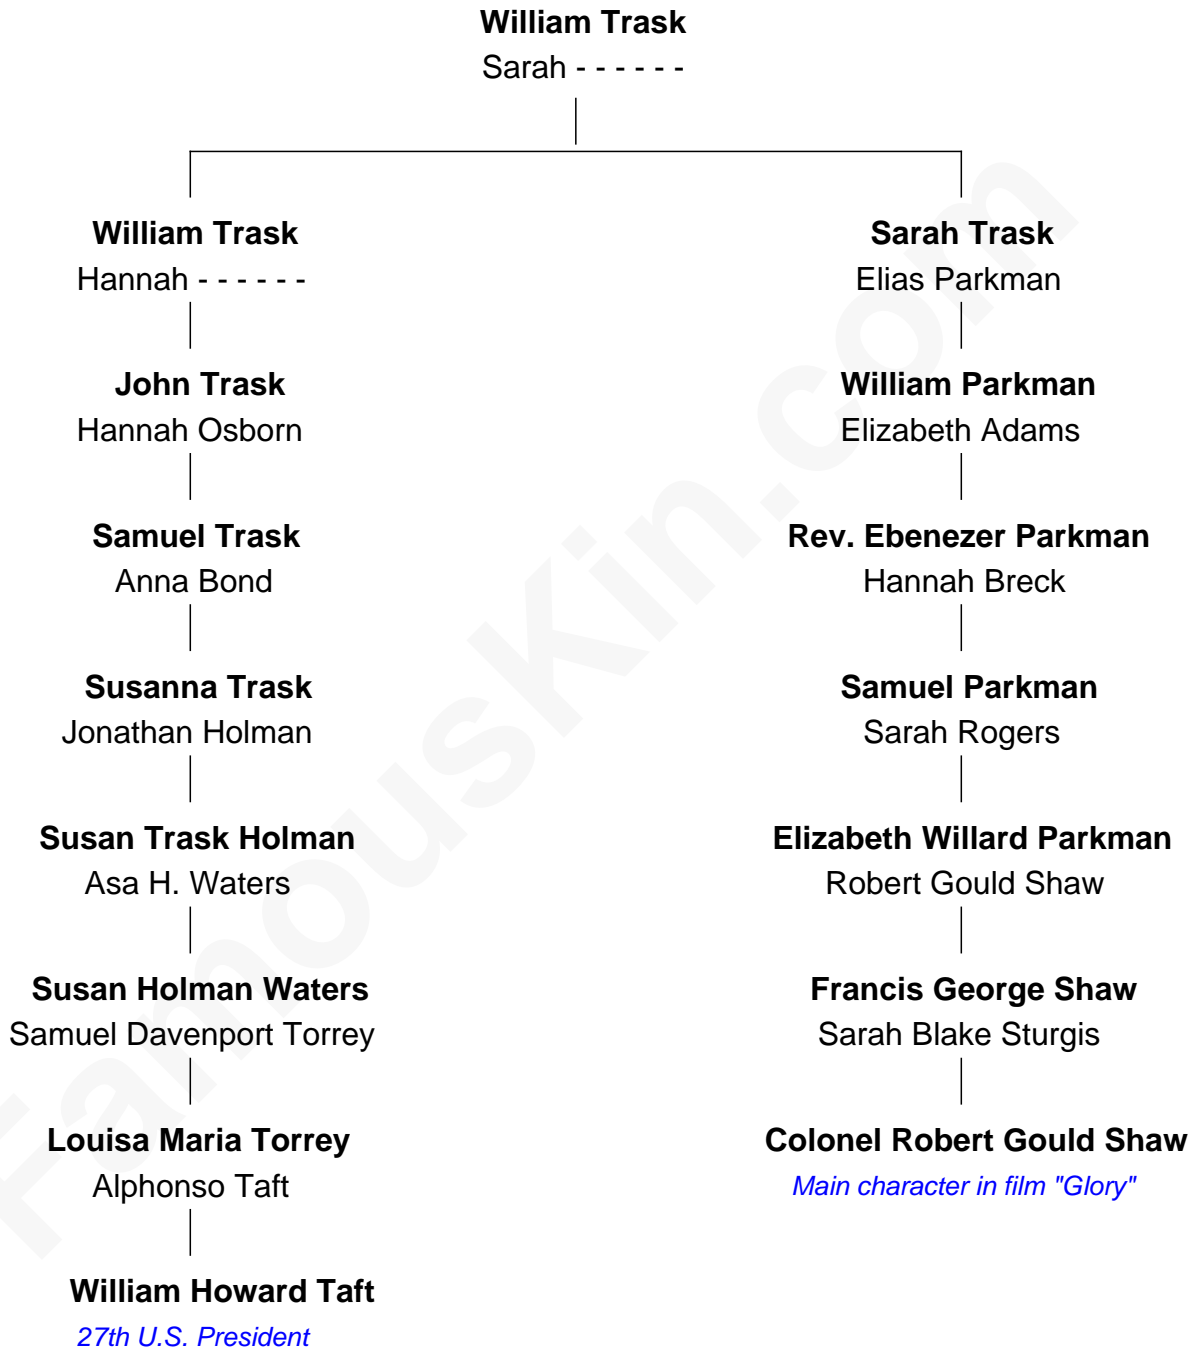 William Trask
Sarah - - - - - -
William Trask
Hannah - - - - - -
Sarah Trask
Elias Parkman
John Trask
Hannah Osborn
William Parkman
Elizabeth Adams
Samuel Trask
Anna Bond
Rev. Ebenezer Parkman
Hannah Breck
Susanna Trask
Jonathan Holman
Samuel Parkman
Sarah Rogers
Susan Trask Holman
Asa H. Waters
Elizabeth Willard Parkman
Robert Gould Shaw
Susan Holman Waters
Samuel Davenport Torrey
Francis George Shaw
Sarah Blake Sturgis
Louisa Maria Torrey
Alphonso Taft
Colonel Robert Gould Shaw
Main character in film "Glory"
William Howard Taft
27th U.S. President
FamousKin.com